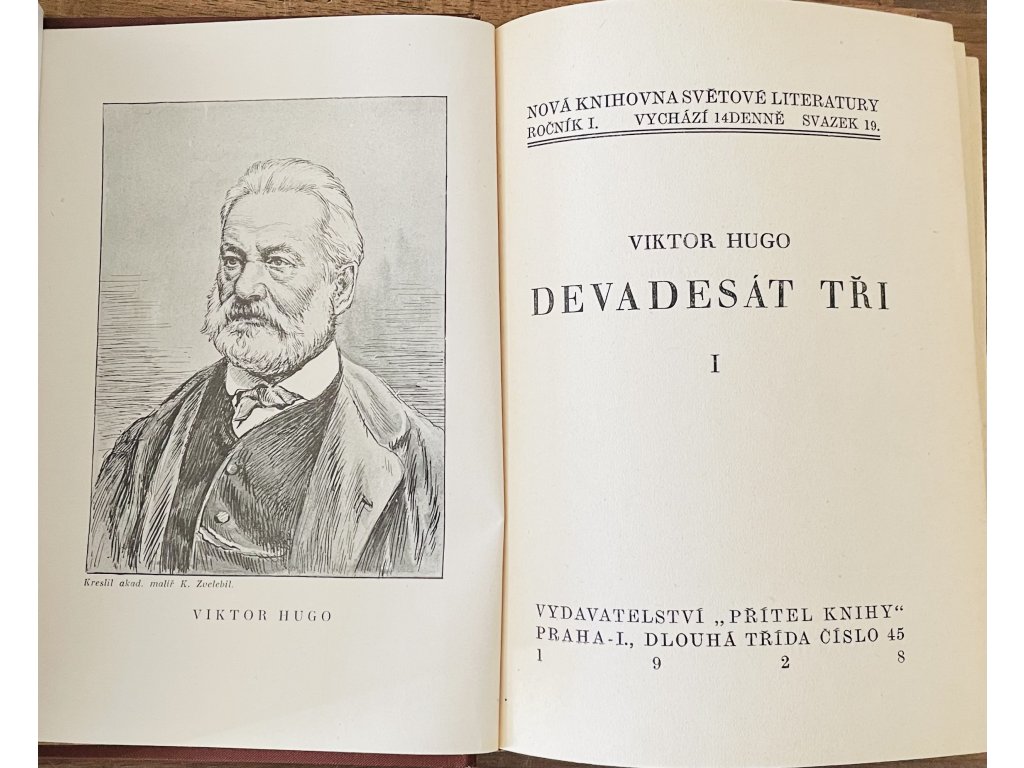 Kreslil akad. malíř K. Zvelebil.
VIKTOR HUGO
NOVÁ KNIHOVNA SVĚTOVÉ LITERATURY
ROČNÍK I. VYCHÁZÍ 14DENNĚ SVAZEK 19.
VIKTOR HUGO
DEVADESÁT TŘI
I
VYDAVATELSTVÍ „PŘÍTEL KNIHY“
PRAHA-I., DLOUHÁ TŘÍDA ČÍSLO 45
1 9 2 8